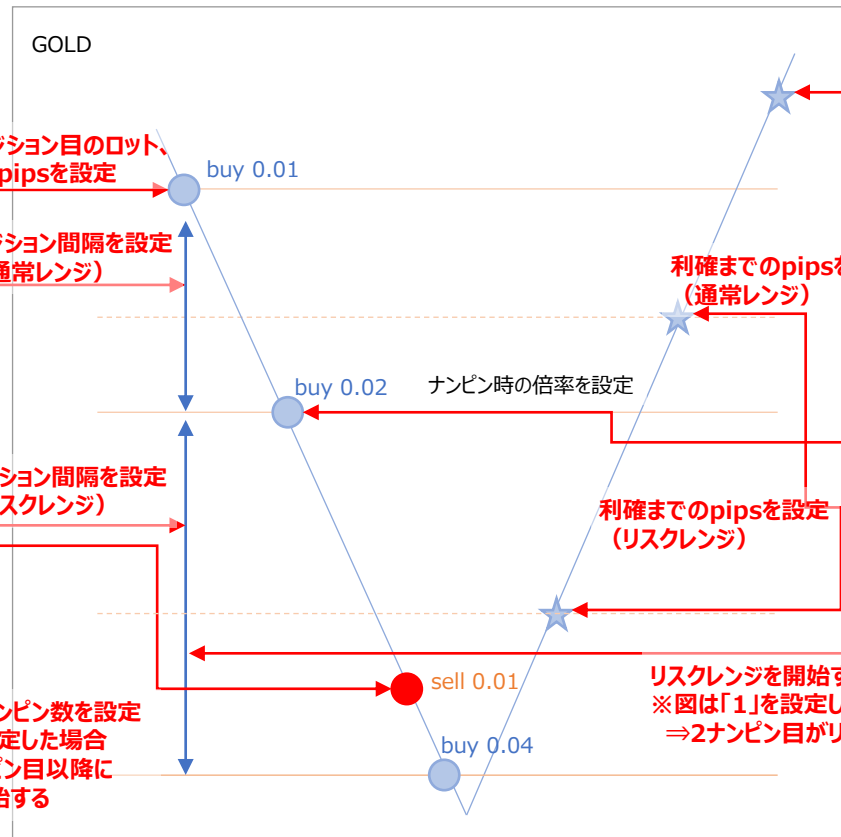 GOLD
ジション目のロット、
pipsを設定
buy 0.01
ジション間隔を設定
通常レンジ）
利確までのpipsを
（通常レンジ）
buy 0.02
ナンピン時の倍率を設定
ション間隔を設定
スクレンジ）
利確までのpipsを設定
（リスクレンジ）
sell 0.01
リスクレンジを開始す
※図は「1」を設定し
⇒2ナンピン目がリ
ンピン数を設定
定した場合
ピン目以降に
始する
buy 0.04